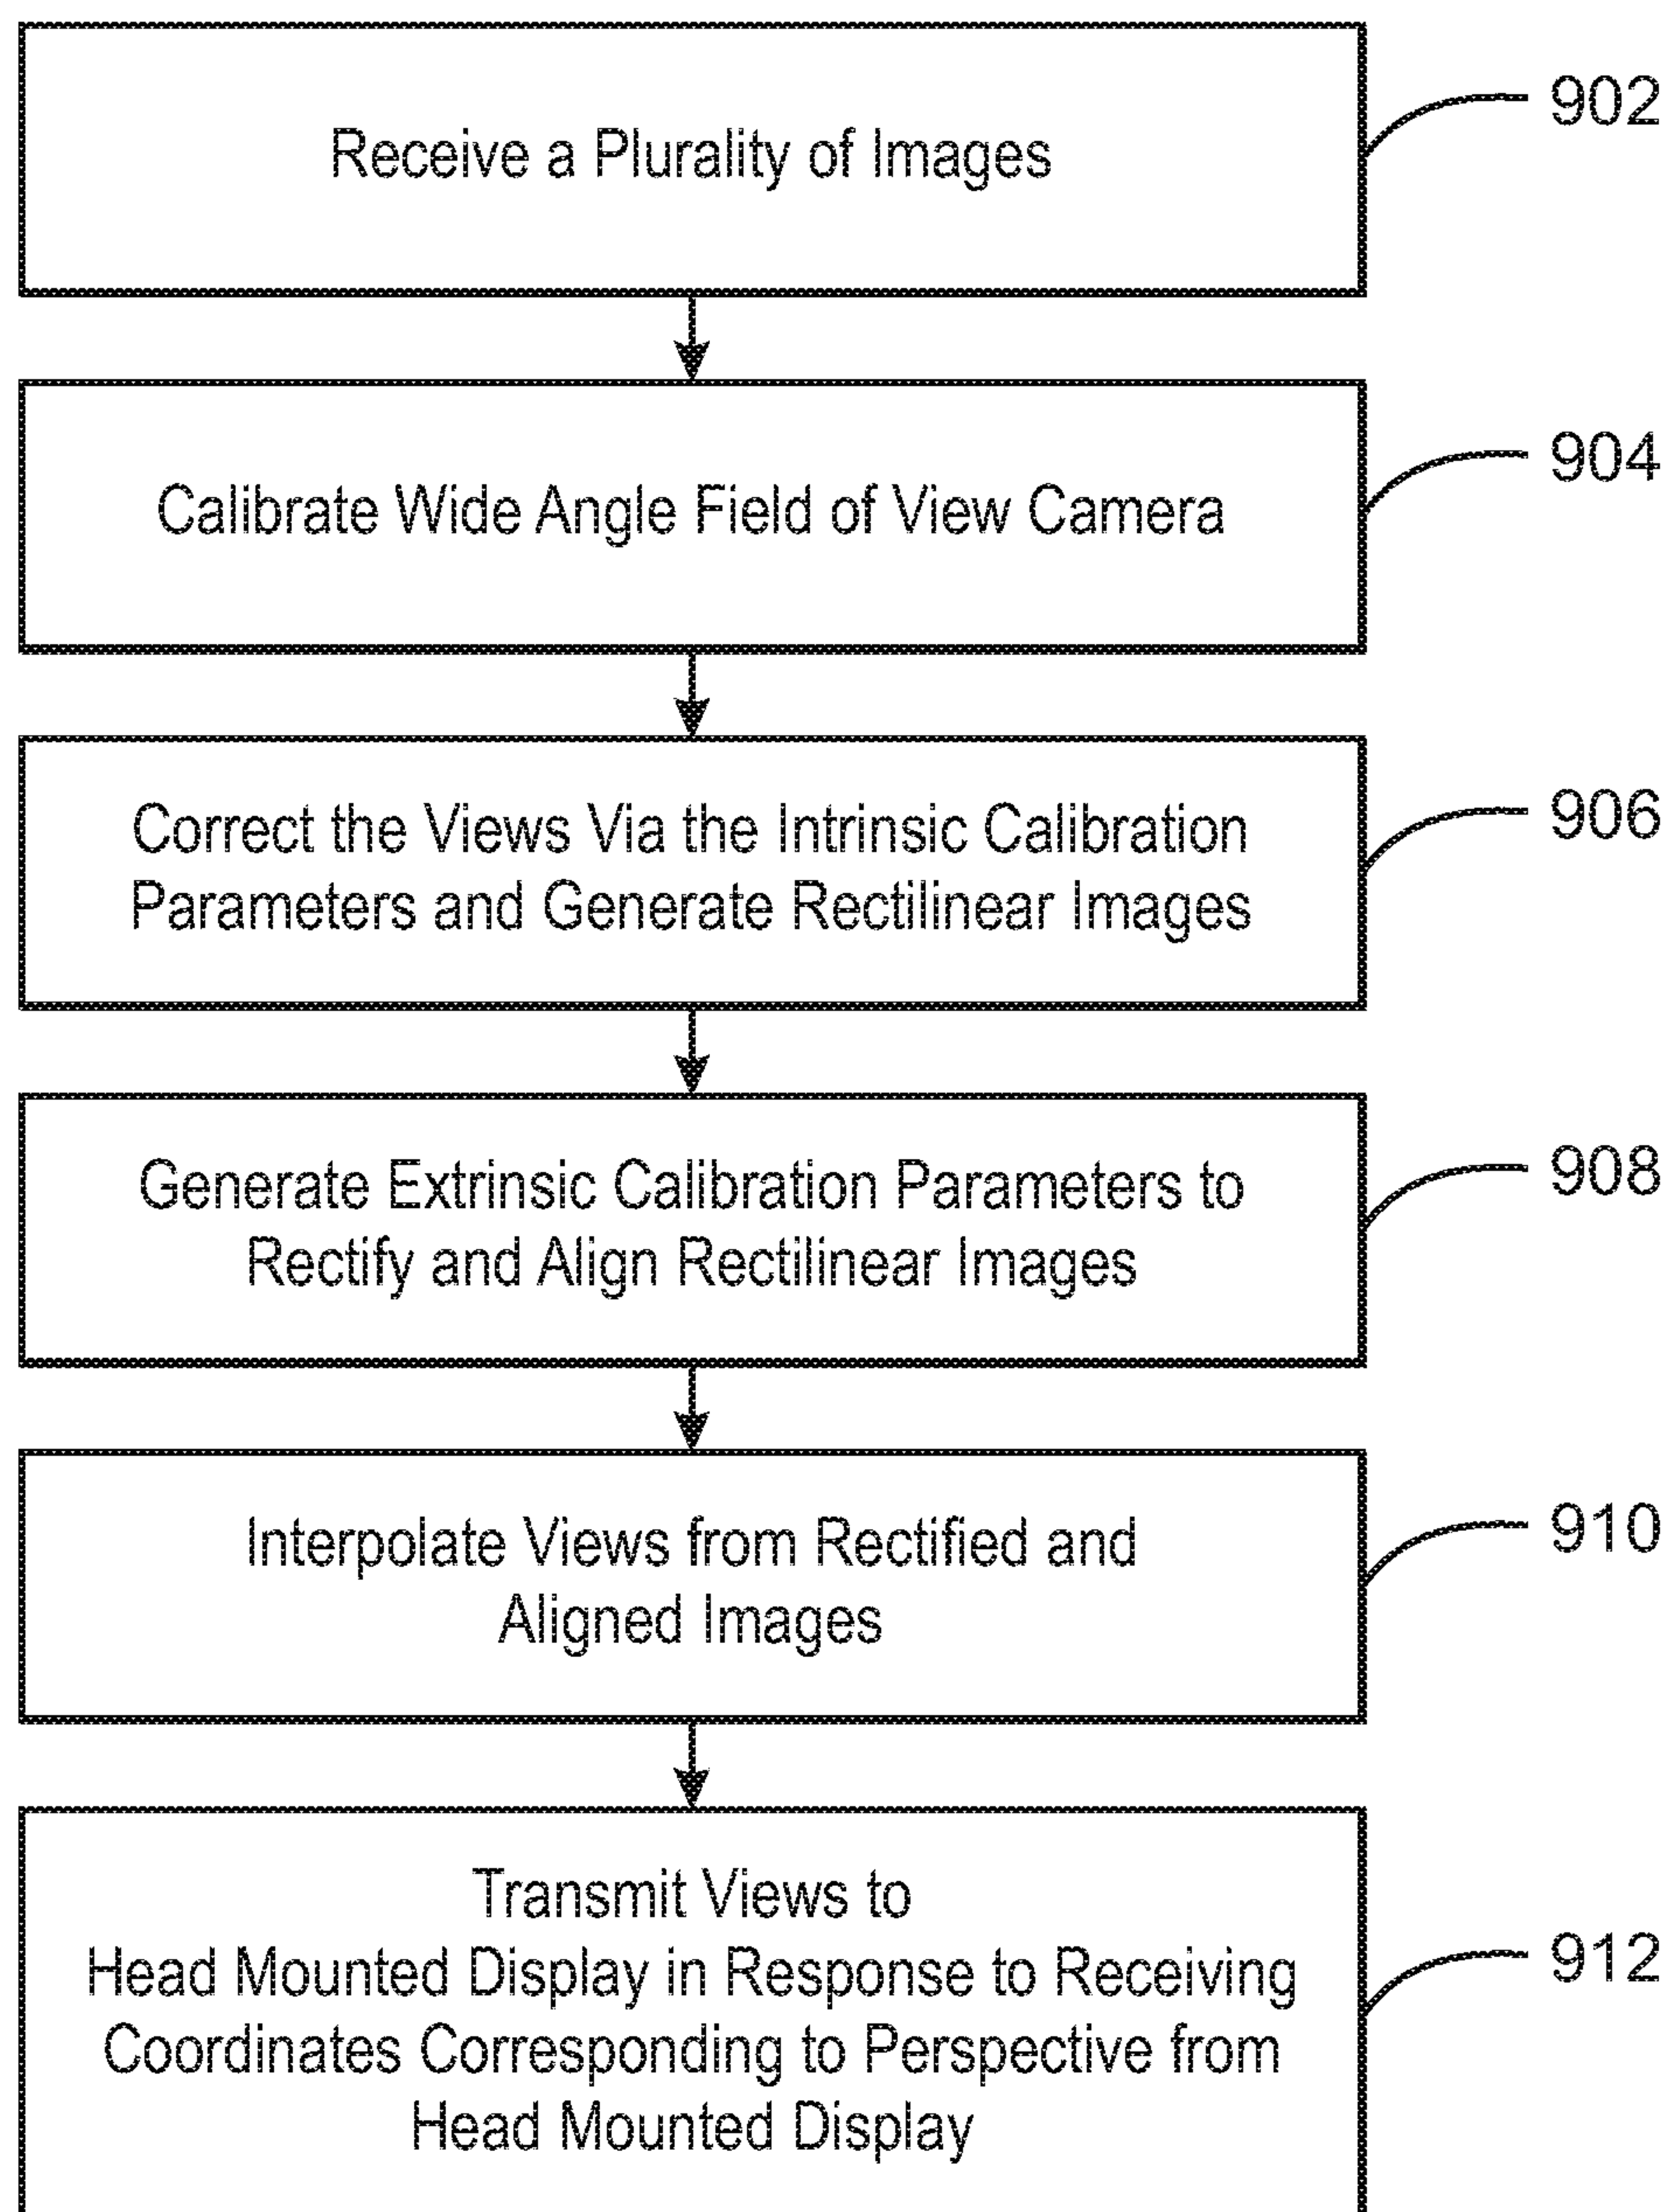 Receive a Plurality of Images
902
Calibrate Wide Angle Field of View Camera
904
Correct the Views Via the Intrinsic Calibration
Parameters and Generate Rectilinear Images
906
Generate Extrinsic Calibration Parameters to
Rectify and Align Rectilinear Images
908
Interpolate Views from Rectified and
Aligned Images
910
Transmit Views to
Head Mounted Display in Response to Receiving
Coordinates Corresponding to Perspective from
Head Mounted Display
912